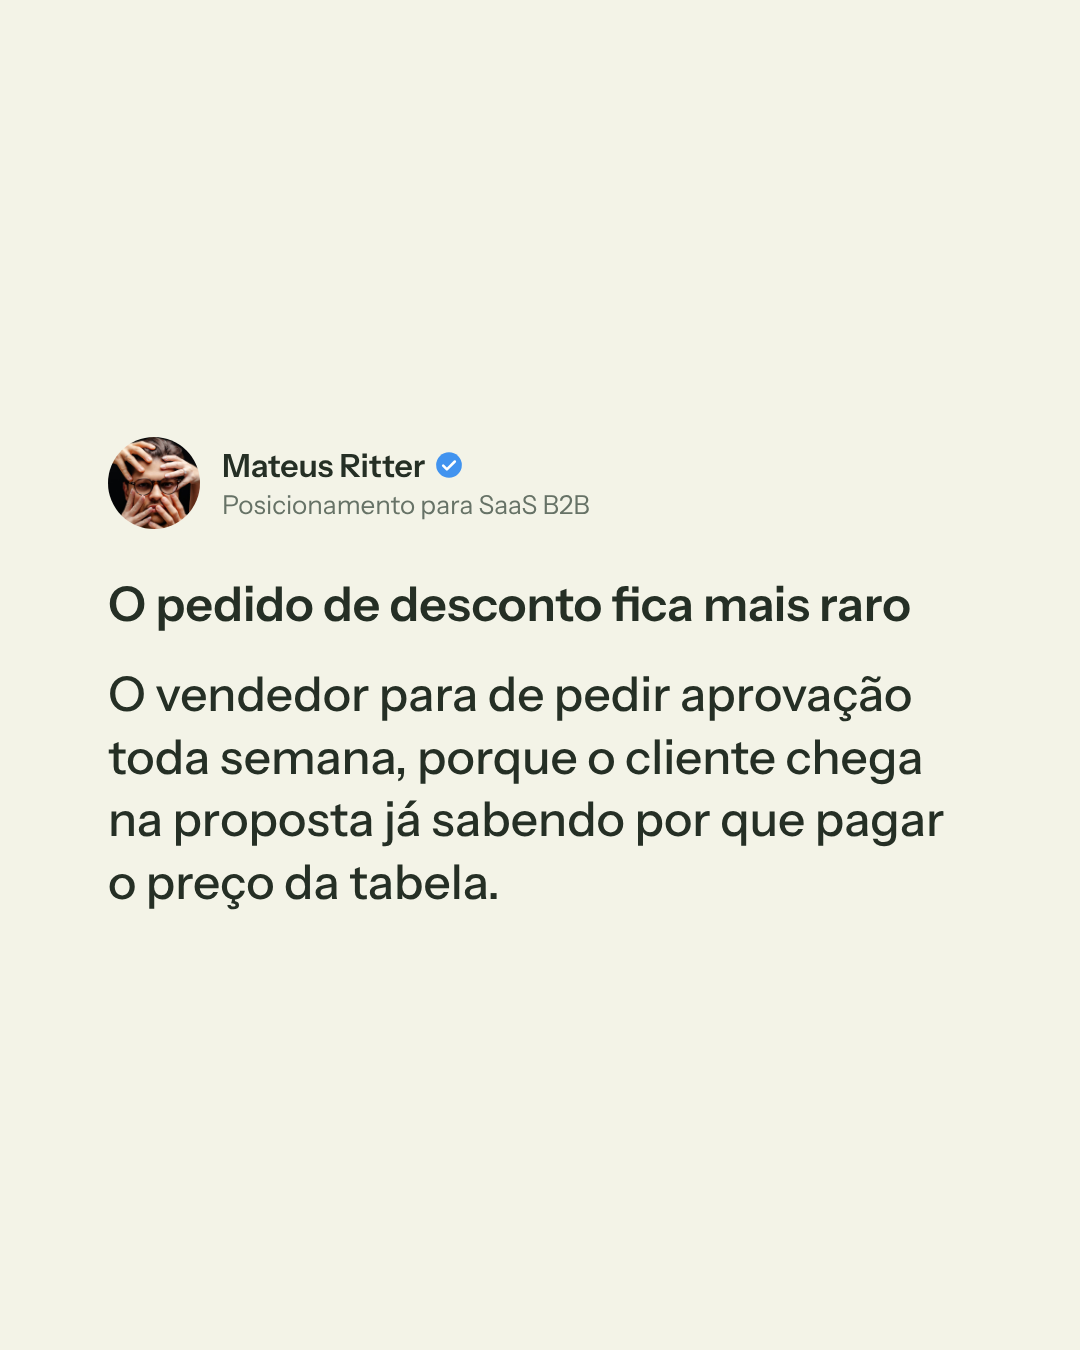 Mateus Ritter
Posicionamento para SaaS B2B
O pedido de desconto fica mais raro
O vendedor para de pedir aprovação
toda semana, porque o cliente chega
na proposta já sabendo por que pagar
o preço da tabela.